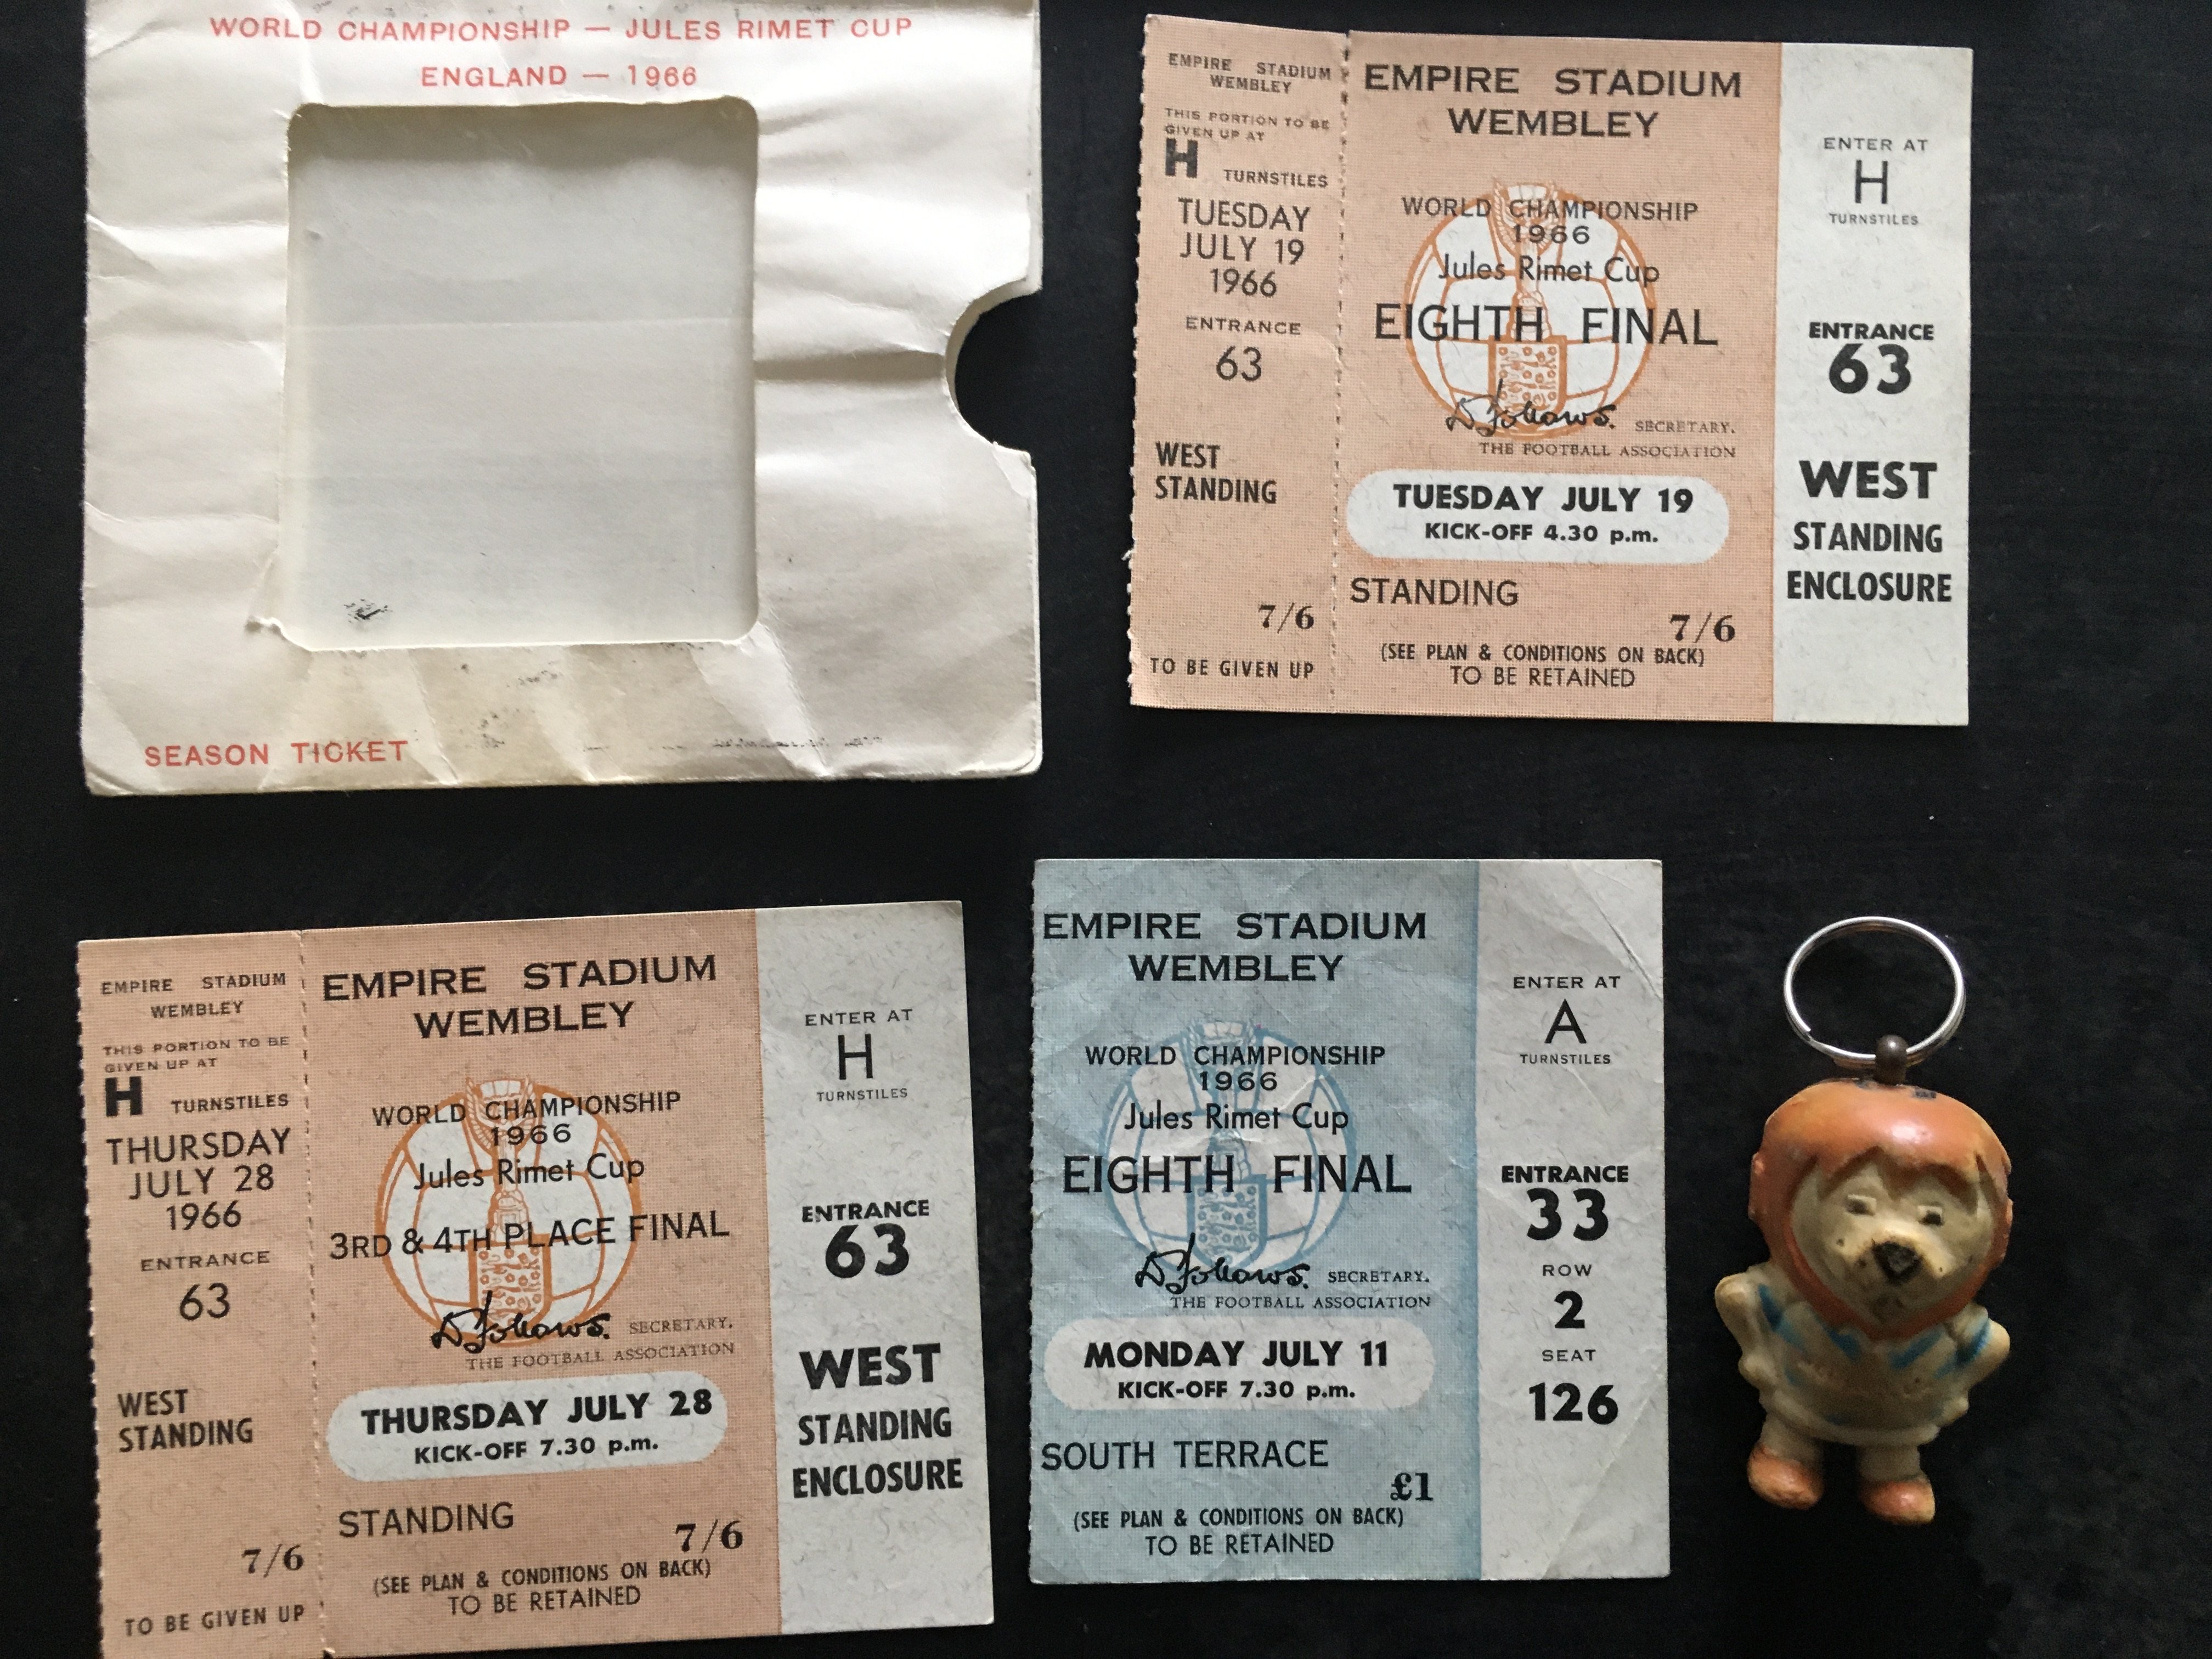 WORLD CHAMPIONSHIP — JULES RIMET CUP
ENGLAND — 1966
SEASON TICKET
EMPIRE STADIUM
WEMBLEY
THIS PORTION TO BE
GIVEN UP AT
H TURNSTILES
TUESDAY
JULY 19
1966
ENTRANCE
63
WEST
STANDING
7/6
TO BE GIVEN UP
EMPIRE STADIUM
WEMBLEY
WORLD CHAMPIONSHIP
1966
Jules Rimet Cup
EIGHTH FINAL
D Follows. SECRETARY.
THE FOOTBALL ASSOCIATION
TUESDAY JULY 19
KICK-OFF 4.30 p.m.
STANDING
7/6
(SEE PLAN & CONDITIONS ON BACK)
TO BE RETAINED
ENTER AT
H
TURNSTILES
ENTRANCE
63
WEST
STANDING
ENCLOSURE
EMPIRE STADIUM
WEMBLEY
THIS PORTION TO BE
GIVEN UP AT
H TURNSTILES
THURSDAY
JULY 28
1966
ENTRANCE
63
WEST
STANDING
7/6
TO BE GIVEN UP
EMPIRE STADIUM
WEMBLEY
WORLD CHAMPIONSHIP
1966
Jules Rimet Cup
3RD & 4TH PLACE FINAL
D Follows. SECRETARY.
THE FOOTBALL ASSOCIATION
THURSDAY JULY 28
KICK-OFF 7.30 p.m.
STANDING
7/6
(SEE PLAN & CONDITIONS ON BACK)
TO BE RETAINED
ENTER AT
H
TURNSTILES
ENTRANCE
63
WEST
STANDING
ENCLOSURE
EMPIRE STADIUM
WEMBLEY
WORLD CHAMPIONSHIP
1966
Jules Rimet Cup
EIGHTH FINAL
D Follows. SECRETARY.
THE FOOTBALL ASSOCIATION
MONDAY JULY 11
KICK-OFF 7.30 p.m.
SOUTH TERRACE
£1
(SEE PLAN & CONDITIONS ON BACK)
TO BE RETAINED
ENTER AT
A
TURNSTILES
ENTRANCE
33
ROW
2
SEAT
126